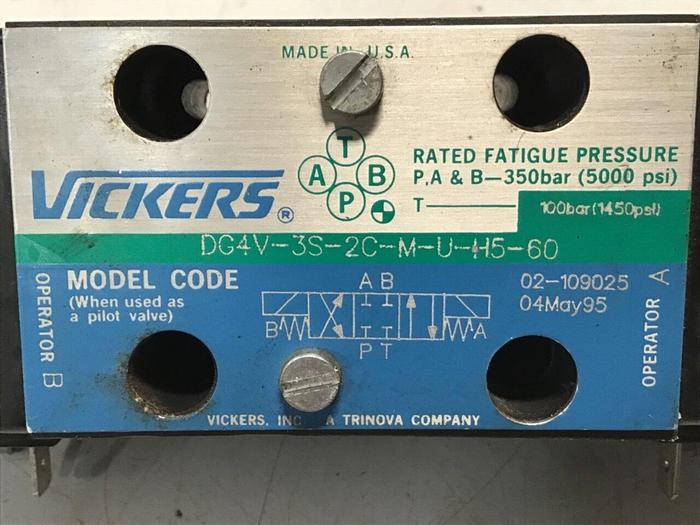 MADE IN U.S.A.
T
A B
P
VICKERS®
RATED FATIGUE PRESSURE
P,A & B—350bar (5000 psi)
T— 100bar(1450psi)
DG4V-3S-2C-M-U-H5-60
OPERATOR B
MODEL CODE
(When used as
a pilot valve)
A B
B A
P T
02-109025
04May95
OPERATOR A
VICKERS, INC. A TRINOVA COMPANY